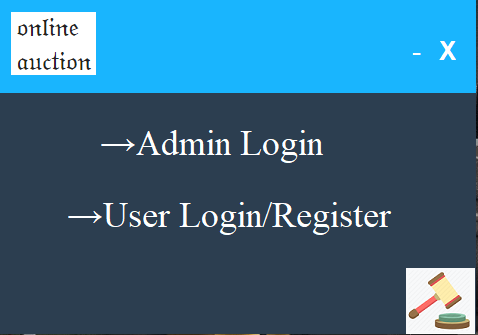 online
auction
- X
→Admin Login
→User Login/Register